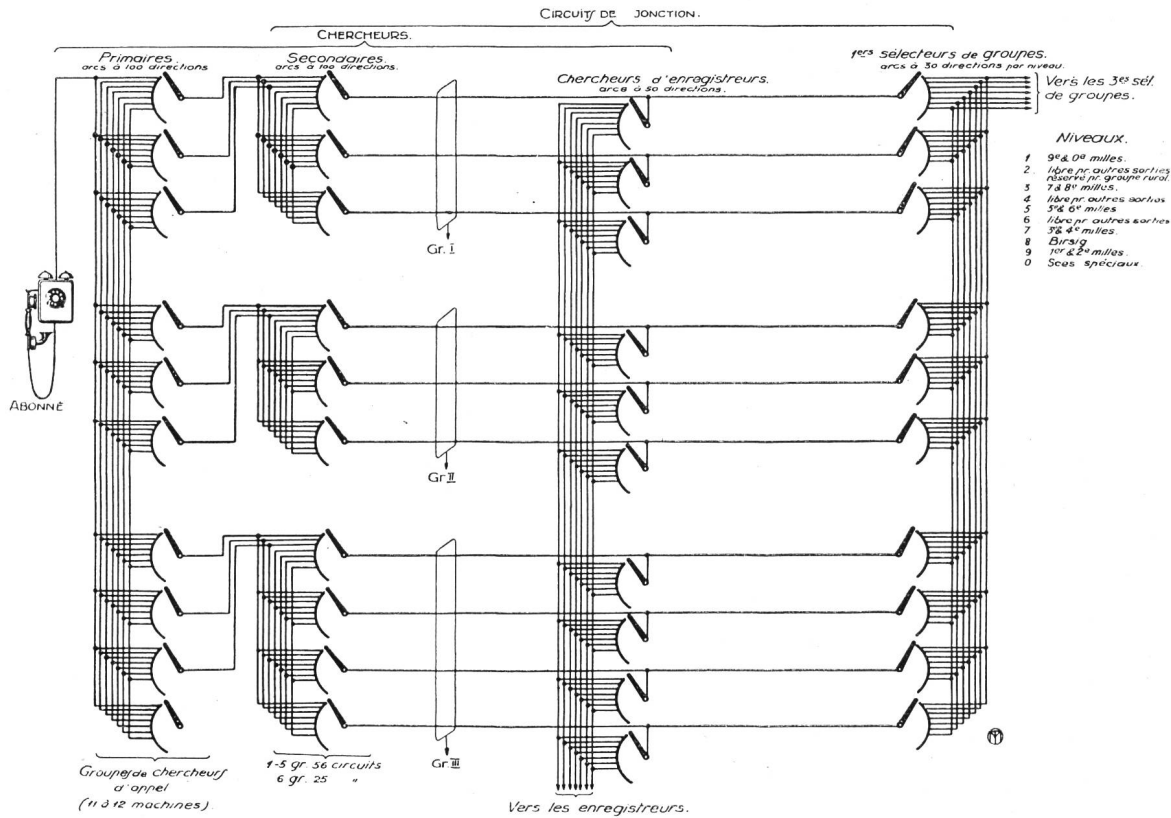 CIRCUITS DE JONCTION.
CHERCHEURS.
Primaires.
arcs à 100 directions
Secondaires.
arcs à 100 directions.
Chercheurs d'enregistreurs.
arcs à 50 directions.
1ers sélecteurs de groupes.
arcs à 30 directions par niveau.
Vers les 3es sél.
de groupes.
Niveaux.
1 9e & 0e milles.
2 libre pr. autres sorties
réservé pr. groupe rural.
3 7 & 8e milles.
4 libre pr. autres sorties
5 5e & 6e milles
6 libre pr. autres sorties
7 3e & 4e milles.
8 Birsig
9 1er & 2e milles.
0 Sces spéciaux.
Gr. I
ABONNÉ
Gr II
Gr. III
Groupes de chercheurs
d'appel
(11 à 12 machines).
1-5 gr. 56 circuits
6 gr. 25 "
Vers les enregistreurs.